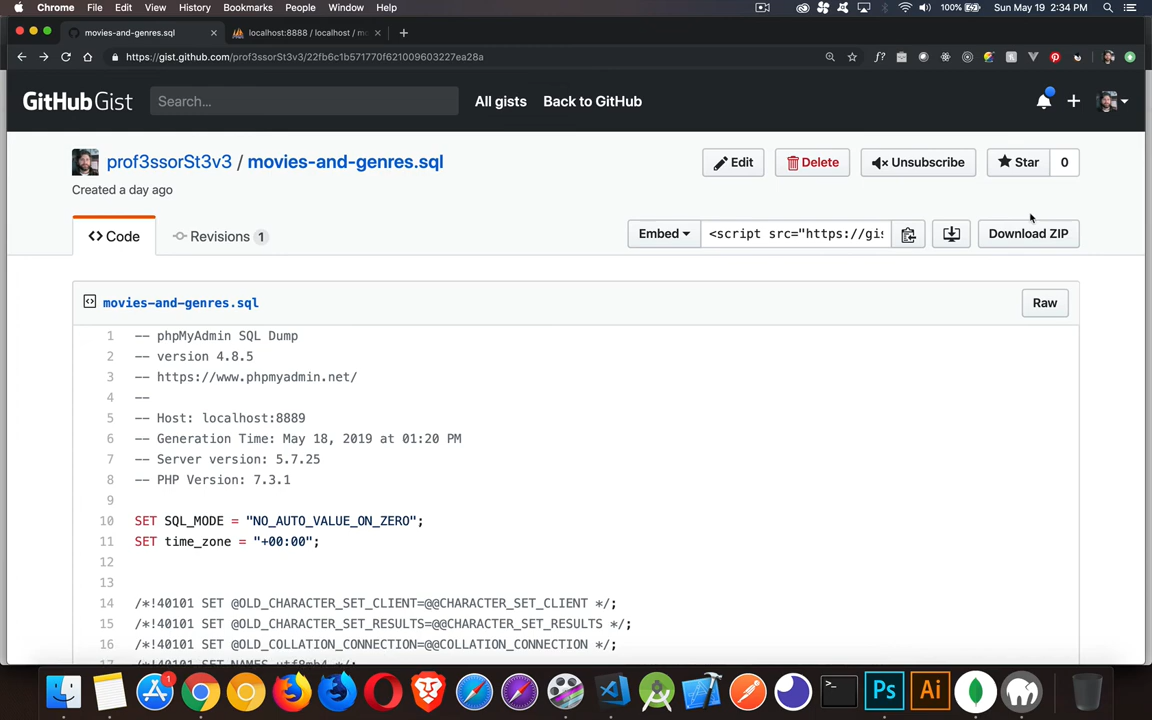 Chrome File Edit View History Bookmarks People Window Help 100% Sun May 19 2:34 PM
movies-and-genres.sql × localhost:8888 / localhost / mo × +
https://gist.github.com/prof3ssorSt3v3/22fb6c1b571770f621009603227ea28a
GitHub Gist Search... All gists Back to GitHub
prof3ssorSt3v3 / movies-and-genres.sql Edit Delete Unsubscribe Star 0
Created a day ago
Code Revisions 1 Embed <script src="https://gis Download ZIP
movies-and-genres.sql Raw
1 -- phpMyAdmin SQL Dump
2 -- version 4.8.5
3 -- https://www.phpmyadmin.net/
4 --
5 -- Host: localhost:8889
6 -- Generation Time: May 18, 2019 at 01:20 PM
7 -- Server version: 5.7.25
8 -- PHP Version: 7.3.1
9
10 SET SQL_MODE = "NO_AUTO_VALUE_ON_ZERO";
11 SET time_zone = "+00:00";
12
13
14 /*!40101 SET @OLD_CHARACTER_SET_CLIENT=@@CHARACTER_SET_CLIENT */;
15 /*!40101 SET @OLD_CHARACTER_SET_RESULTS=@@CHARACTER_SET_RESULTS */;
16 /*!40101 SET @OLD_COLLATION_CONNECTION=@@COLLATION_CONNECTION */;
17 /*!40101 SET NAMES utf8mb4 */;
1 >_ Ps Ai